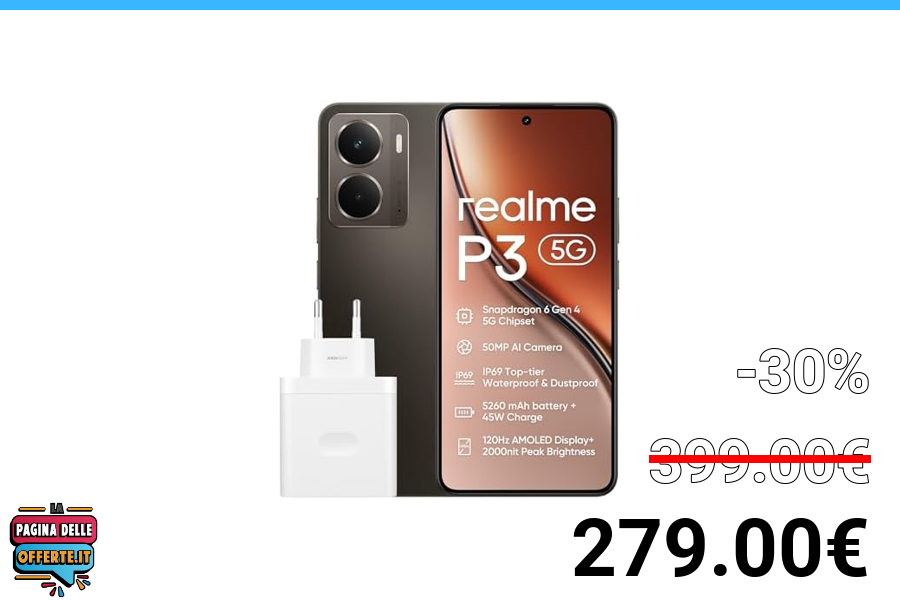 realme
P3 5G
Snapdragon 6 Gen 4
5G Chipset
50MP AI Camera
IP69
IP69 Top-tier
Waterproof & Dustproof
5260 mAh battery +
45W Charge
120Hz AMOLED Display+
2000nit Peak Brightness
-30%
399.00€
279.00€
LA
PAGINA DELLE
OFFERTE.IT